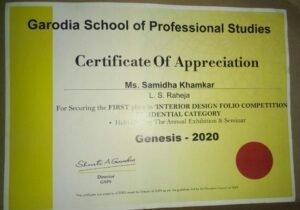 Garodia School of Professional Studies
Certificate Of Appreciation
Ms. Samidha Khamkar
L. S. Raheja
For Securing the FIRST place in INTERIOR DESIGN FOLIO COMPETITION
RESIDENTIAL CATEGORY
The Annual Exhibition & Seminar
Genesis - 2020
Director
GSPS